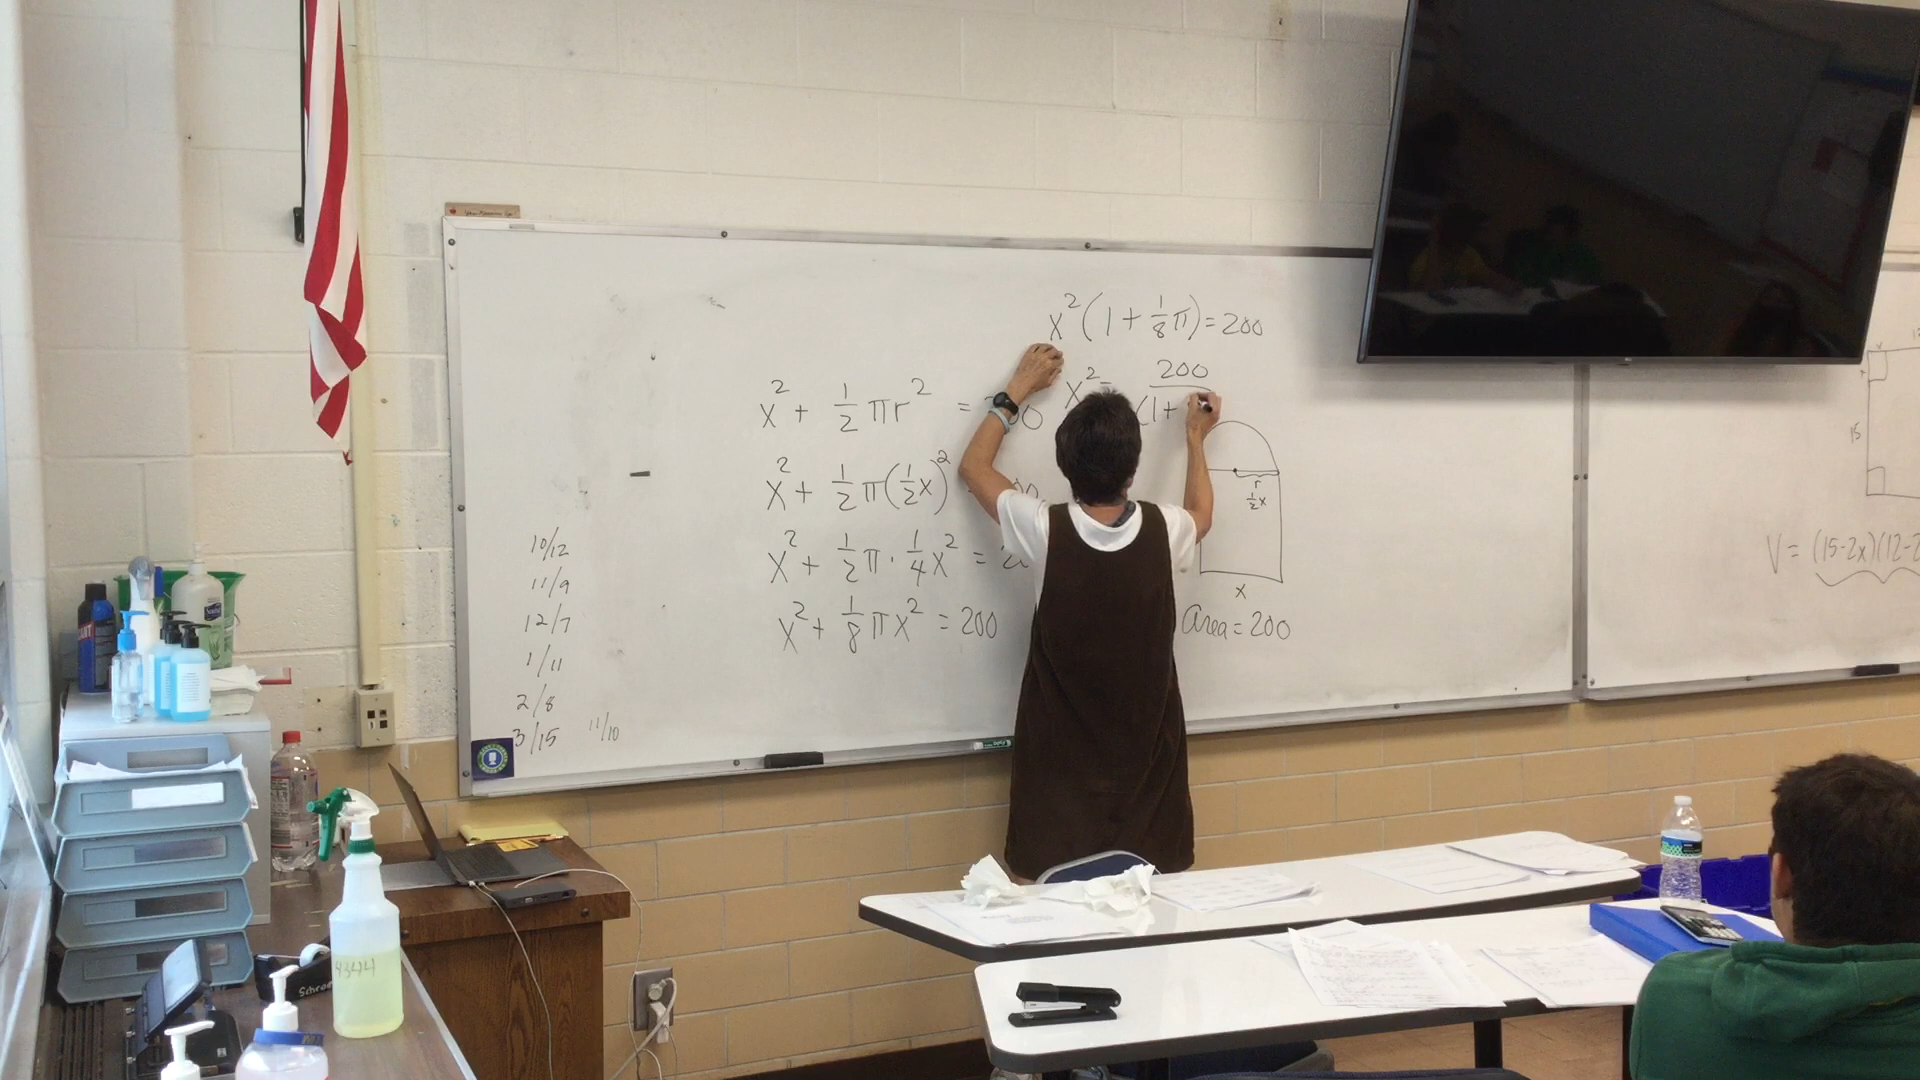 x²(1+⅛π)=200
x²= 200
(1+
x² + ½πr² =
x² + ½π(½x)²
x² + ½π·¼x² =
x² + ⅛πx² = 200
r
½x
x
area=200
10/12
11/9
12/7
1/11
2/8
3/15 11/10
15
V = (15-2x)(12-2
4344